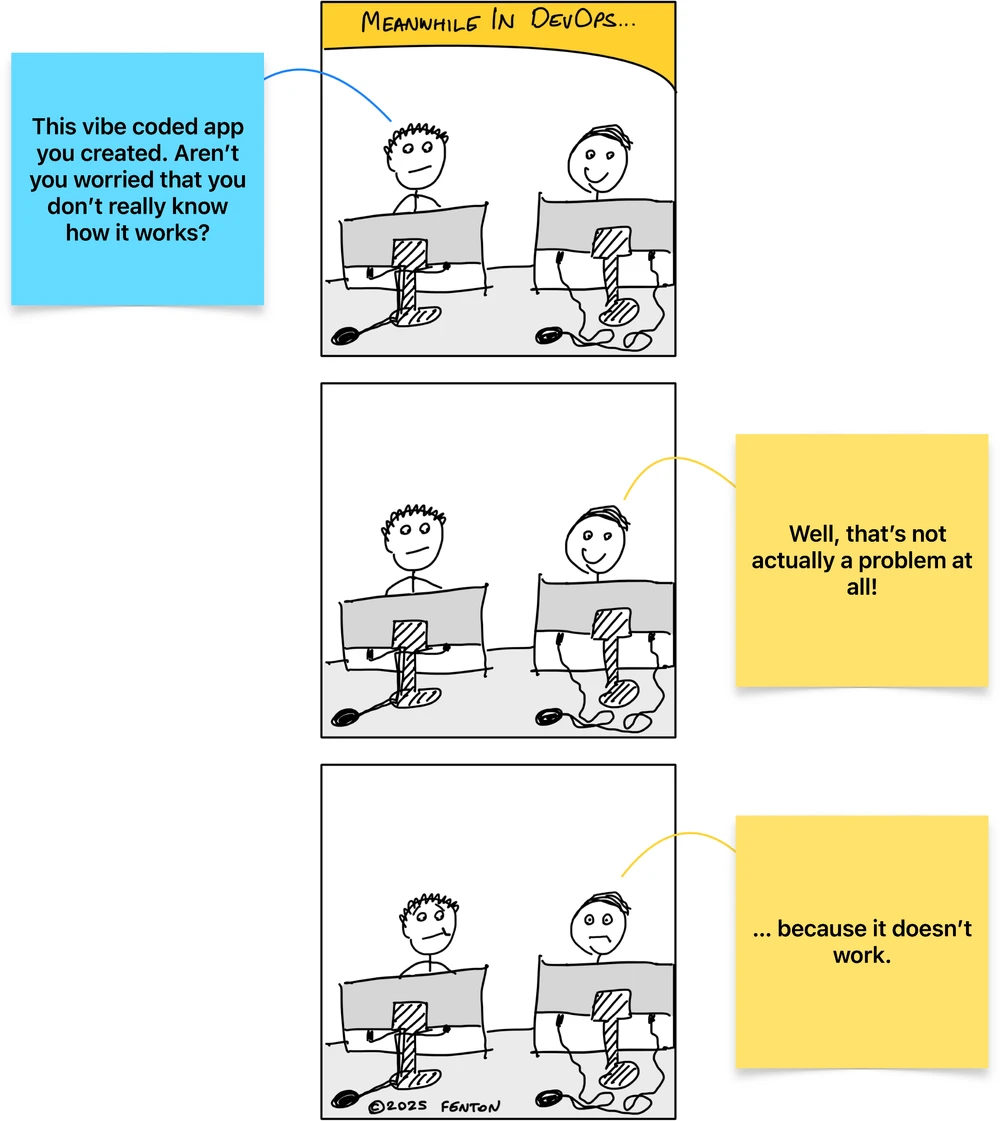 MEANWHILE IN DEVOPS...
This vibe coded app
you created. Aren’t
you worried that you
don’t really know
how it works?
Well, that’s not
actually a problem at
all!
... because it doesn’t
work.
©2025 FENTON